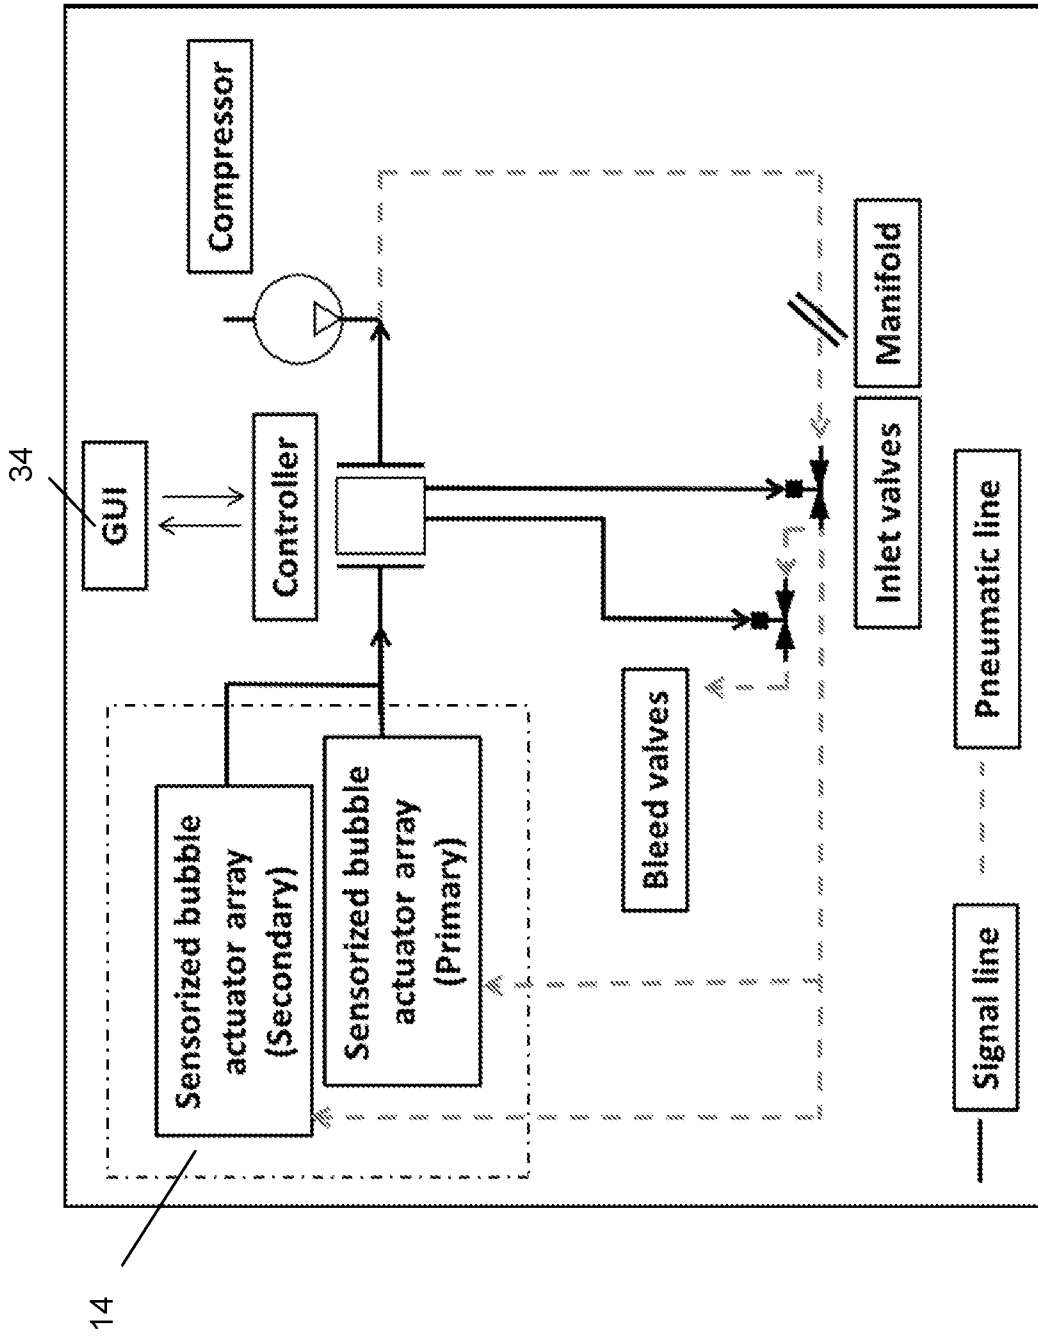 34
GUI
Compressor
Controller
14
Sensorized bubble
actuator array
(Secondary)
Sensorized bubble
actuator array
(Primary)
Bleed valves
Inlet valves
Manifold
Signal line
Pneumatic line